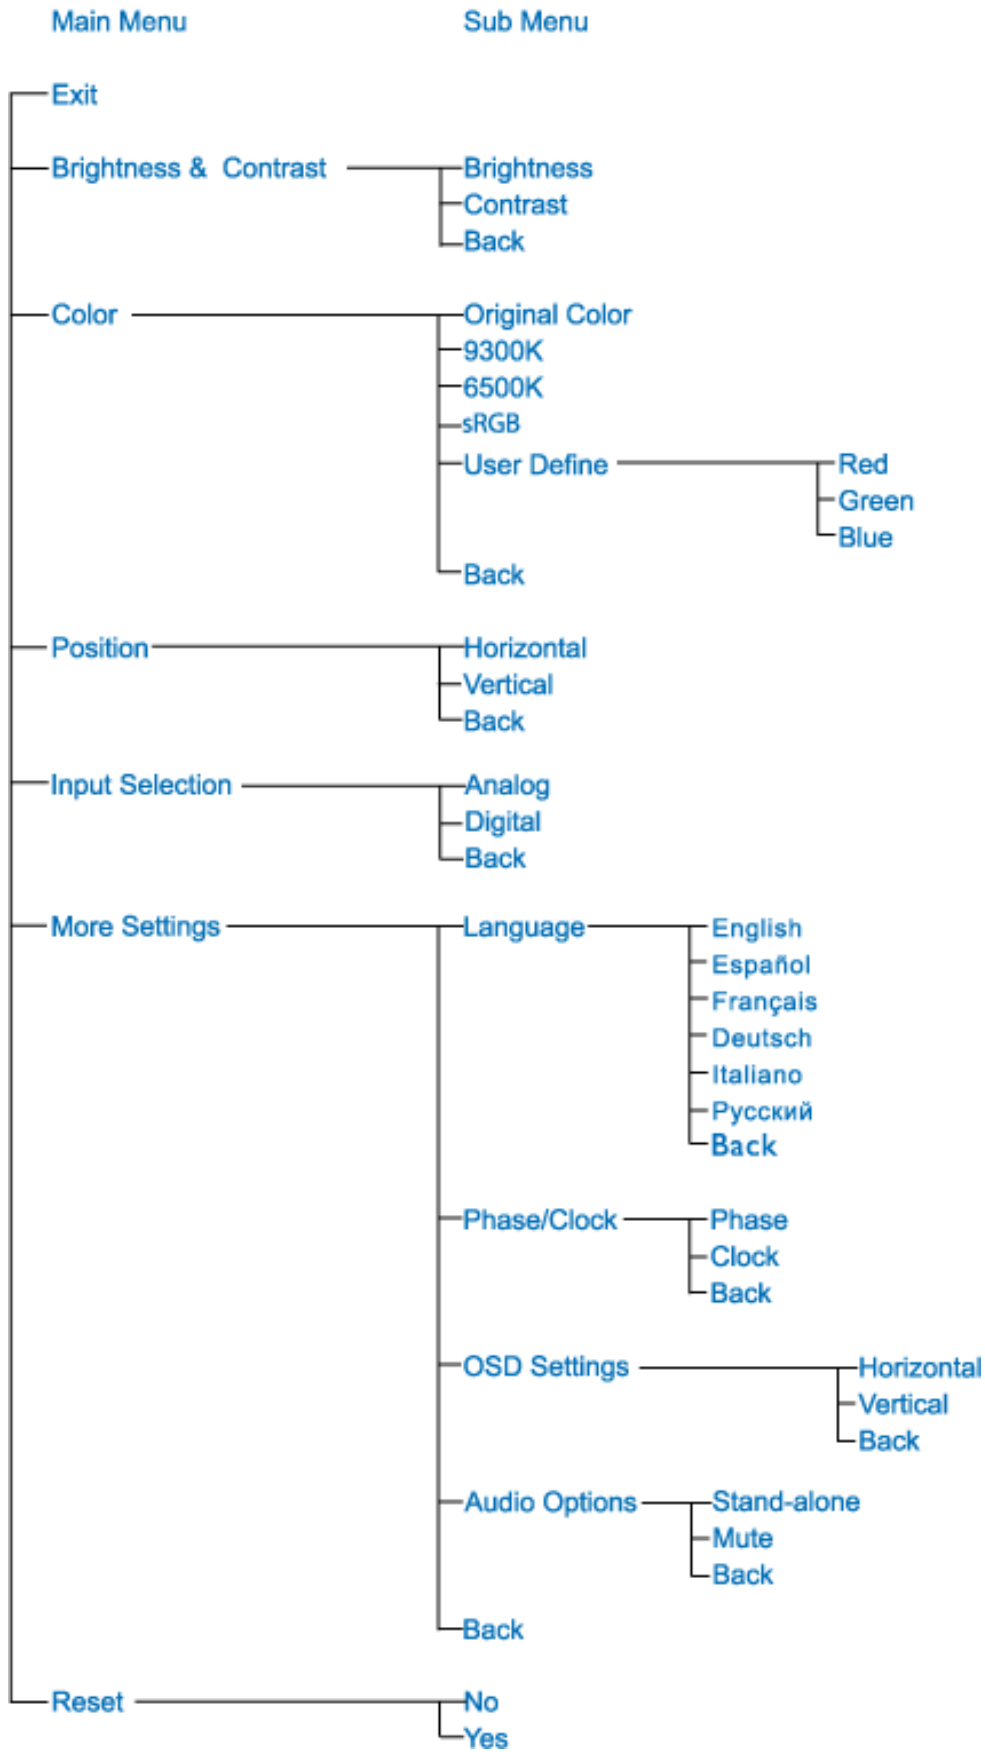 Main Menu Sub Menu
Exit
Brightness & Contrast Brightness
Contrast
Back
Color Original Color
9300K
6500K
sRGB
User Define Red
Green
Blue
Back
Position Horizontal
Vertical
Back
Input Selection Analog
Digital
Back
More Settings Language English
Español
Français
Deutsch
Italiano
Русский
Back
Phase/Clock Phase
Clock
Back
OSD Settings Horizontal
Vertical
Back
Audio Options Stand-alone
Mute
Back
Back
Reset No
Yes